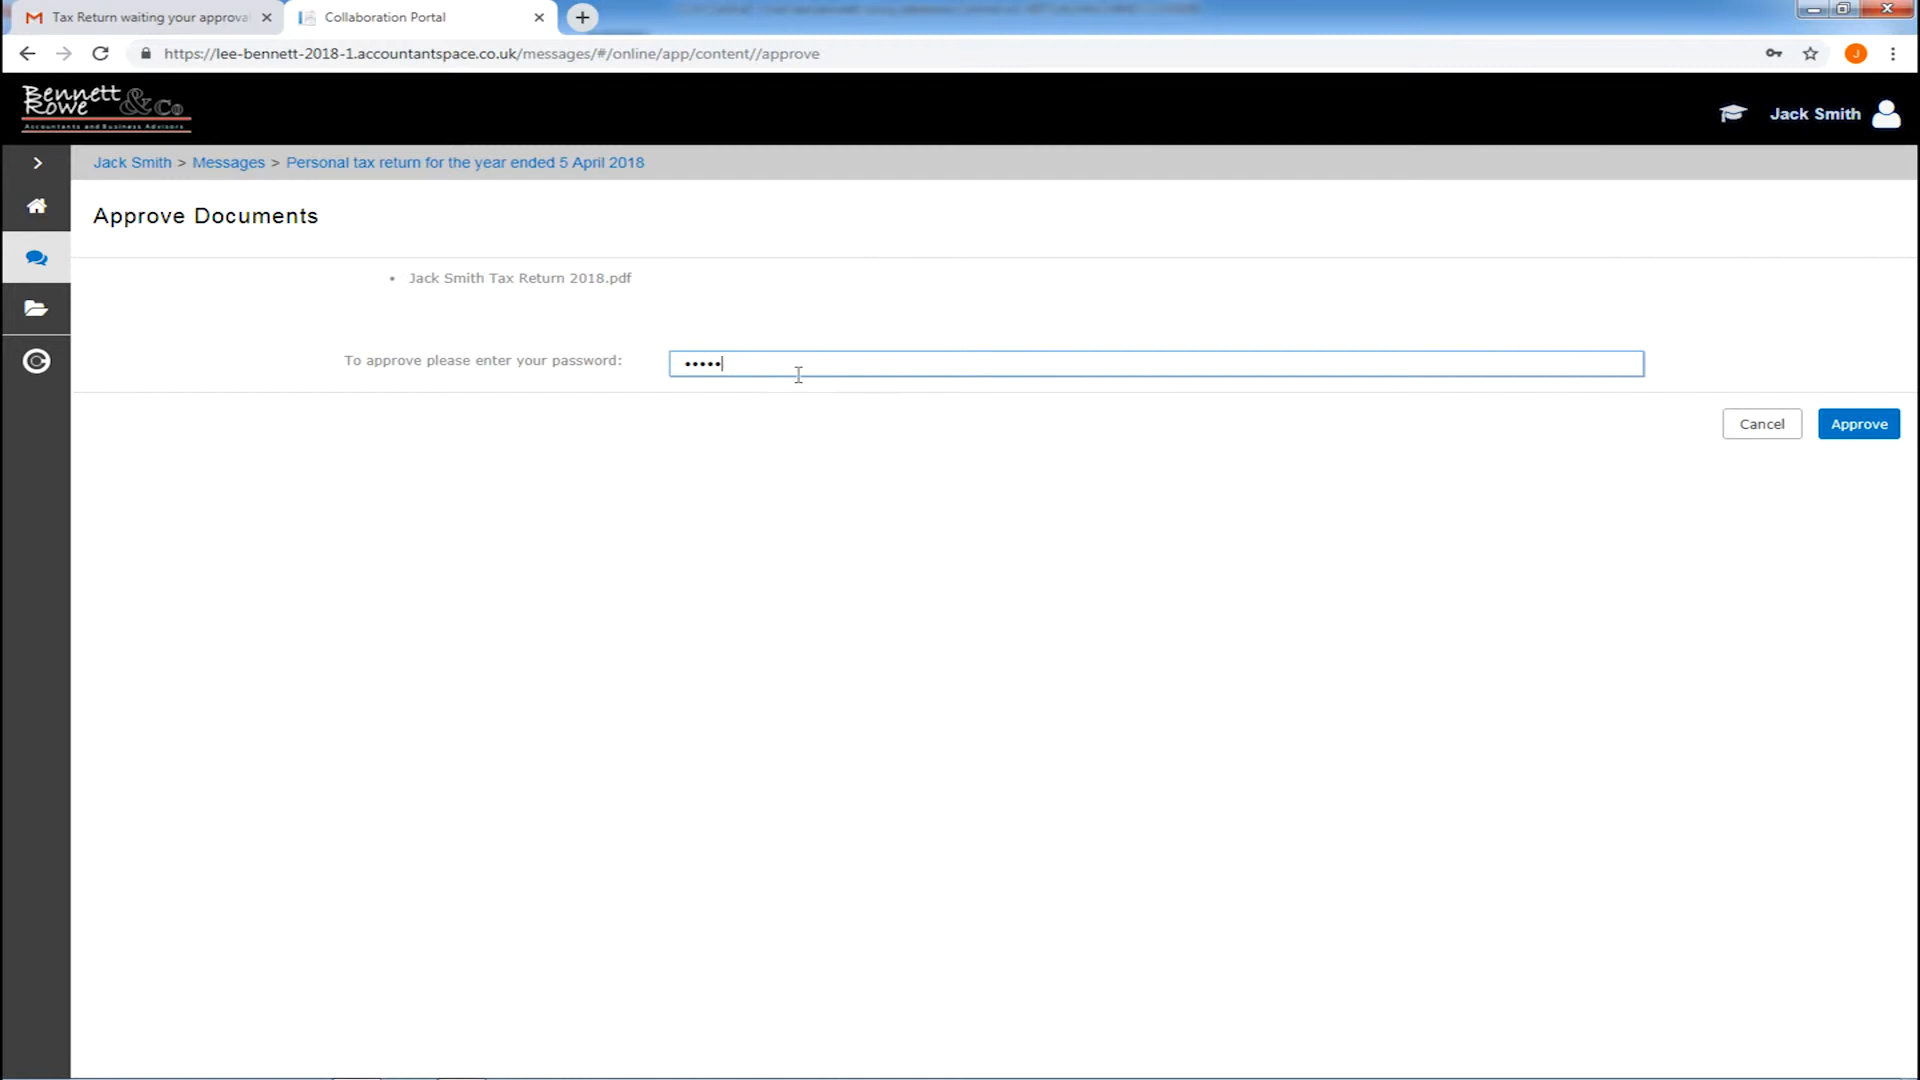 Tax Return waiting your approva
Collaboration Portal
https://lee-bennett-2018-1.accountantspace.co.uk/messages/#/online/app/content//approve
J
Bennett
Rowe & Co
Accountants and Business Advisors
Jack Smith
Jack Smith > Messages > Personal tax return for the year ended 5 April 2018
Approve Documents
• Jack Smith Tax Return 2018.pdf
To approve please enter your password: •••••
Cancel Approve